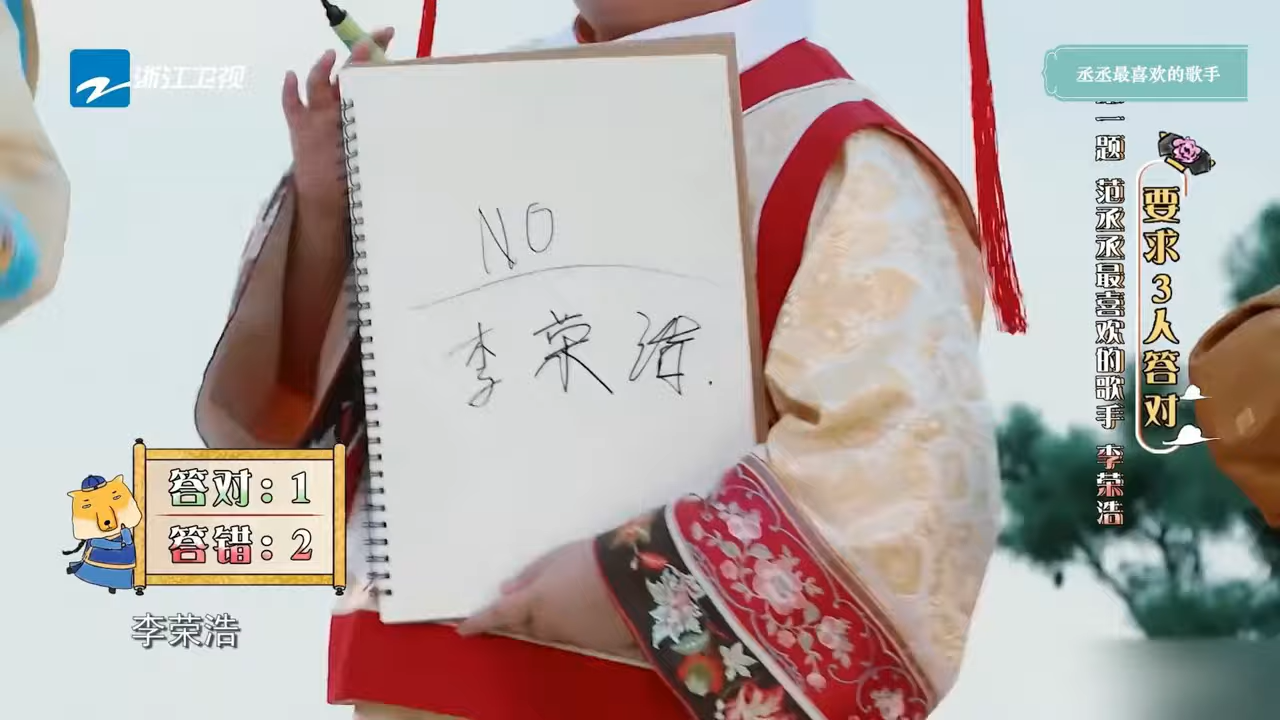 浙江卫视
丞丞最喜欢的歌手
要求3人答对
一题 范丞丞最喜欢的歌手 李荣浩
NO
李荣浩.
答对：1
答错：2
李荣浩